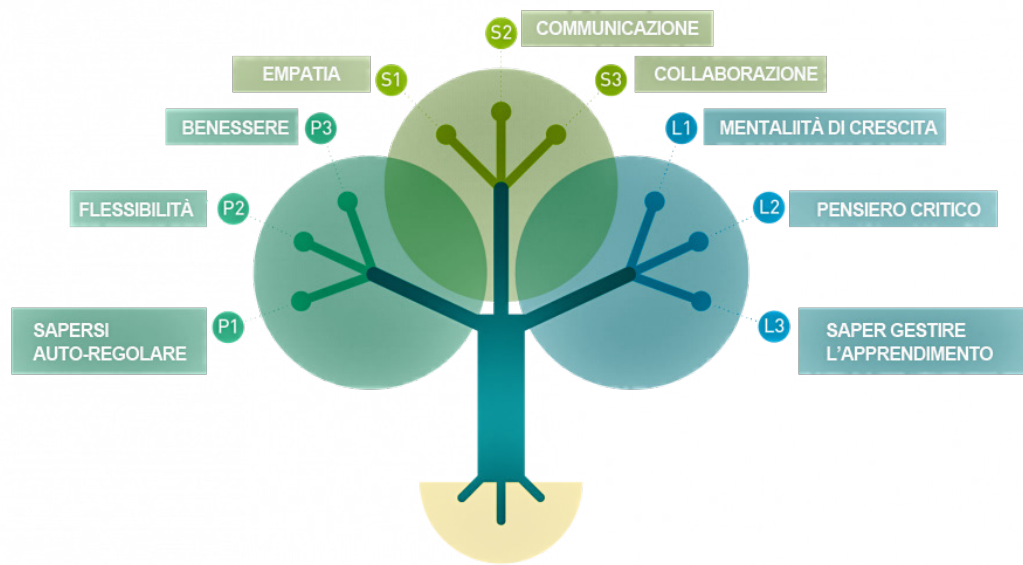 S2 COMMUNICAZIONE
EMPATIA S1
S3 COLLABORAZIONE
BENESSERE P3
L1 MENTALIITÀ DI CRESCITA
FLESSIBILITÀ P2
L2 PENSIERO CRITICO
SAPERSI
AUTO-REGOLARE
P1
L3
SAPER GESTIRE
L'APPRENDIMENTO